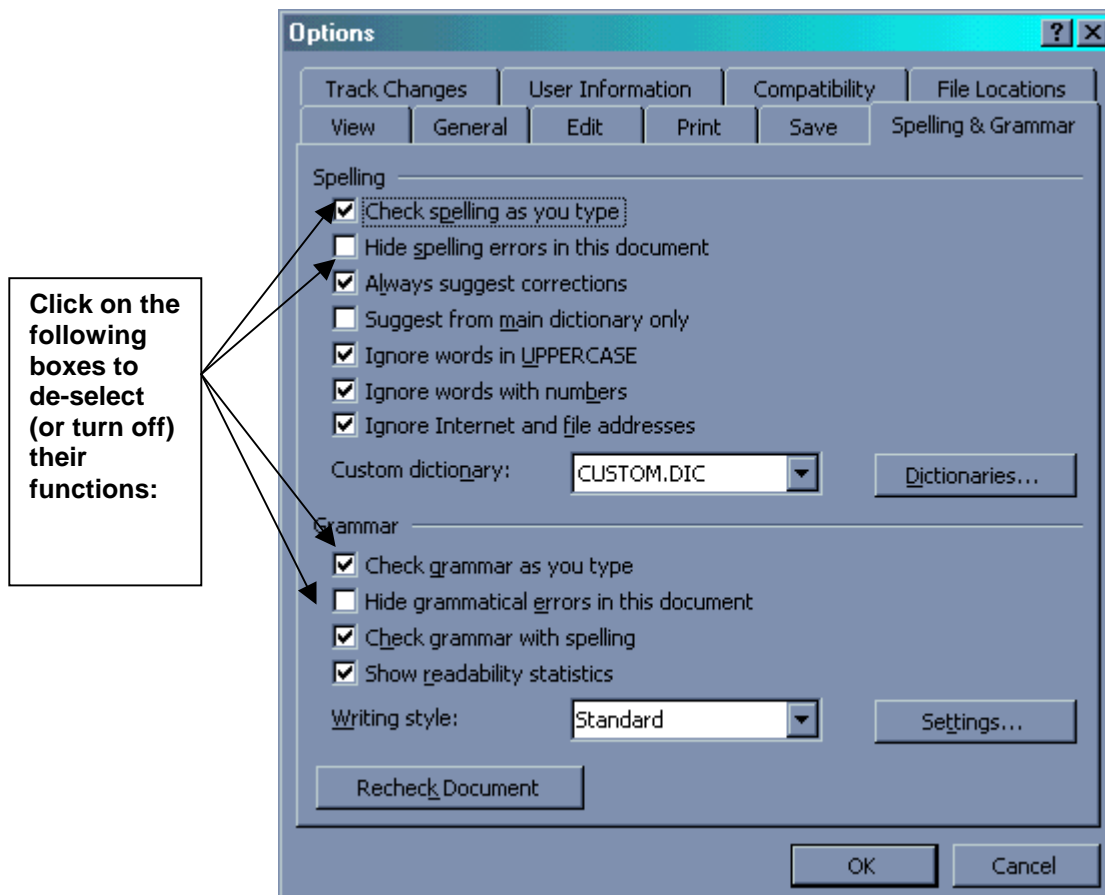 Options
Track Changes User Information Compatibility File Locations
View General Edit Print Save Spelling & Grammar
Spelling
Check spelling as you type
Hide spelling errors in this document
Always suggest corrections
Suggest from main dictionary only
Ignore words in UPPERCASE
Ignore words with numbers
Ignore Internet and file addresses
Custom dictionary: CUSTOM.DIC Dictionaries...
Click on the
following
boxes to
de-select
(or turn off)
their
functions:
Grammar
Check grammar as you type
Hide grammatical errors in this document
Check grammar with spelling
Show readability statistics
Writing style: Standard Settings...
Recheck Document
OK Cancel